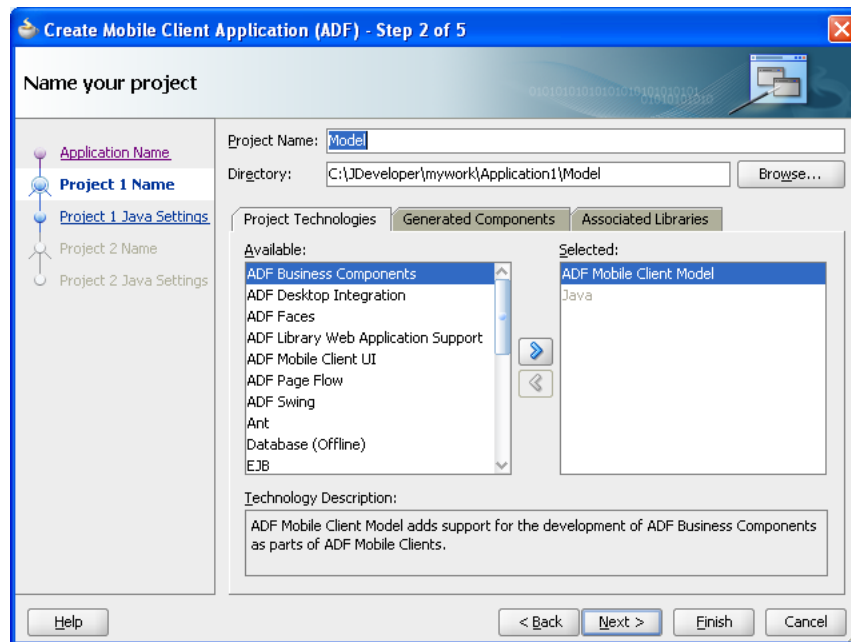 Create Mobile Client Application (ADF) - Step 2 of 5
Name your project
Application Name
Project 1 Name
Project 1 Java Settings
Project 2 Name
Project 2 Java Settings
Project Name: Model
Directory: C:\JDeveloper\mywork\Application1\Model Browse...
Project Technologies Generated Components Associated Libraries
Available:
ADF Business Components
ADF Desktop Integration
ADF Faces
ADF Library Web Application Support
ADF Mobile Client UI
ADF Page Flow
ADF Swing
Ant
Database (Offline)
EJB
Selected:
ADF Mobile Client Model
Java
Technology Description:
ADF Mobile Client Model adds support for the development of ADF Business Components
as parts of ADF Mobile Clients.
Help < Back Next > Finish Cancel